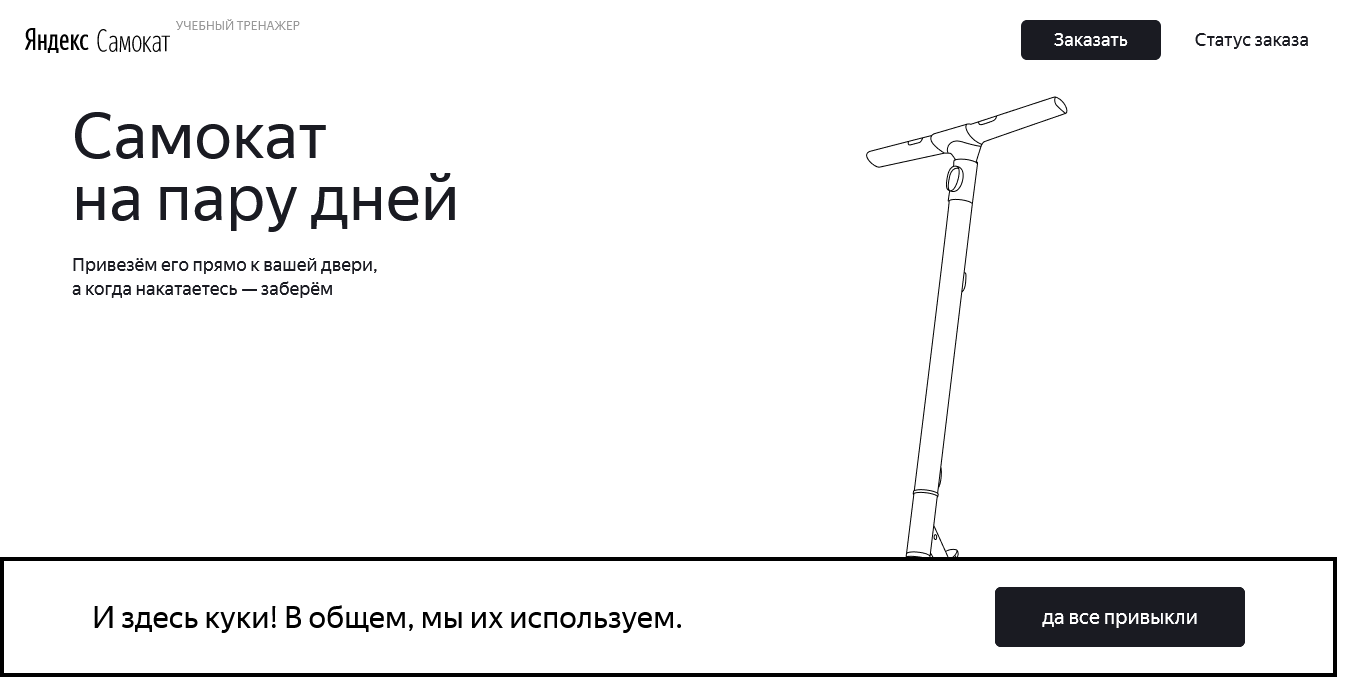 Яндекс Самокат
УЧЕБНЫЙ ТРЕНАЖЕР
Заказать
Статус заказа
Самокат
на пару дней
Привезём его прямо к вашей двери,
а когда накатаетесь — заберём
И здесь куки! В общем, мы их используем.
да все привыкли